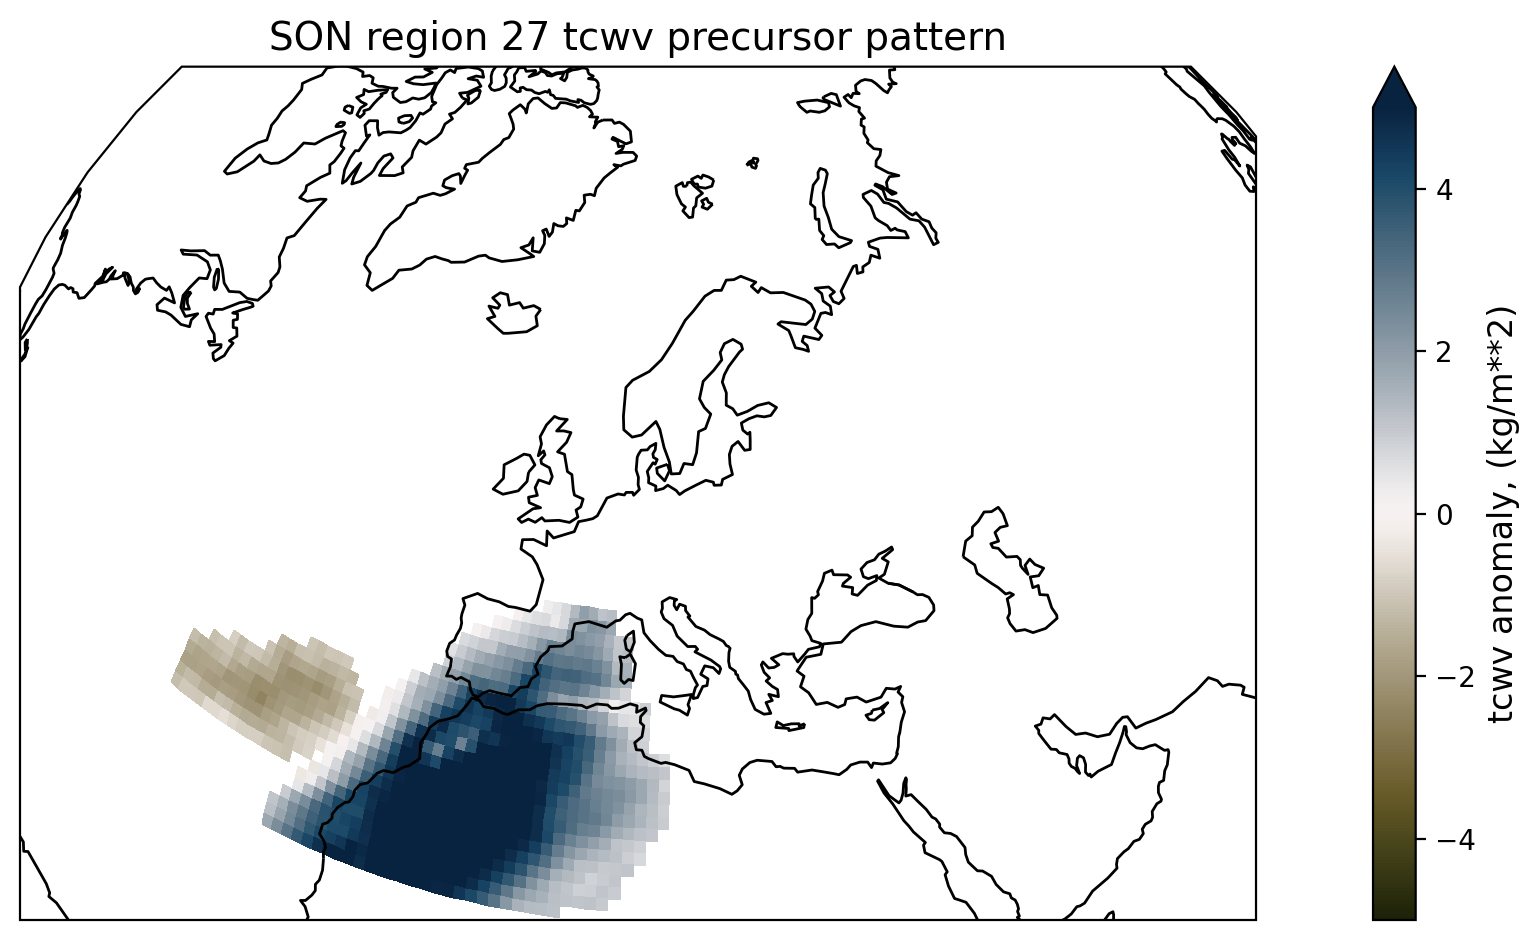 SON region 27 tcwv precursor pattern
4
2
0
−2
−4
tcwv anomaly, (kg/m**2)